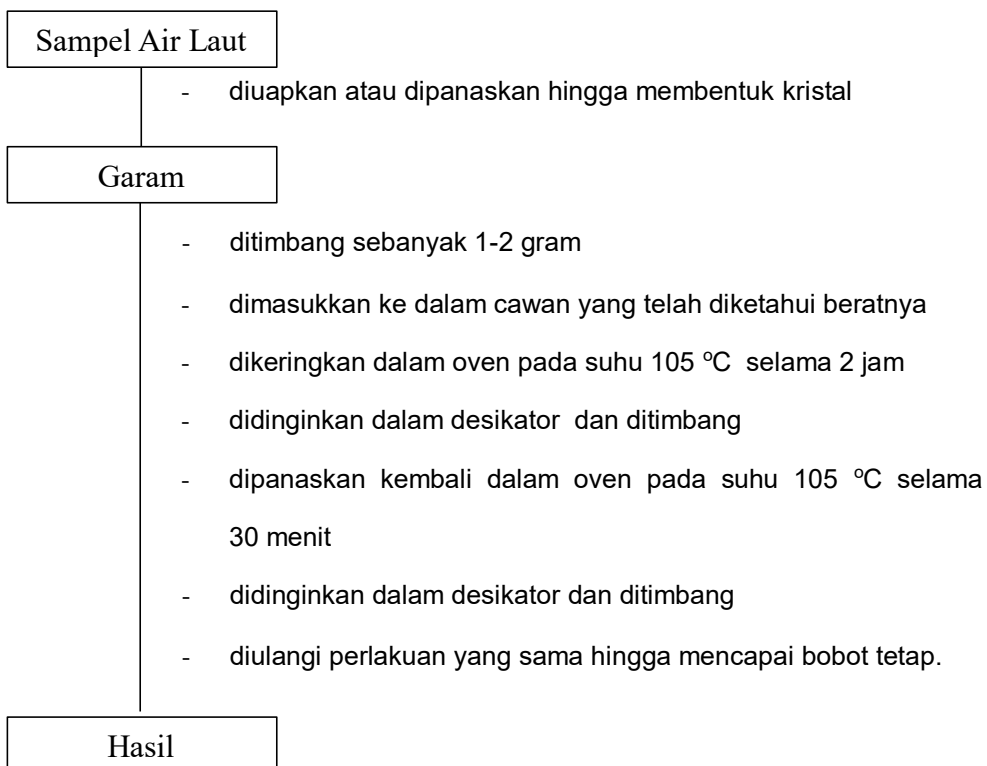 Sampel Air Laut
- diuapkan atau dipanaskan hingga membentuk kristal
Garam
- ditimbang sebanyak 1-2 gram
- dimasukkan ke dalam cawan yang telah diketahui beratnya
- dikeringkan dalam oven pada suhu 105 ºC selama 2 jam
- didinginkan dalam desikator dan ditimbang
- dipanaskan kembali dalam oven pada suhu 105 ºC selama
30 menit
- didinginkan dalam desikator dan ditimbang
- diulangi perlakuan yang sama hingga mencapai bobot tetap.
Hasil